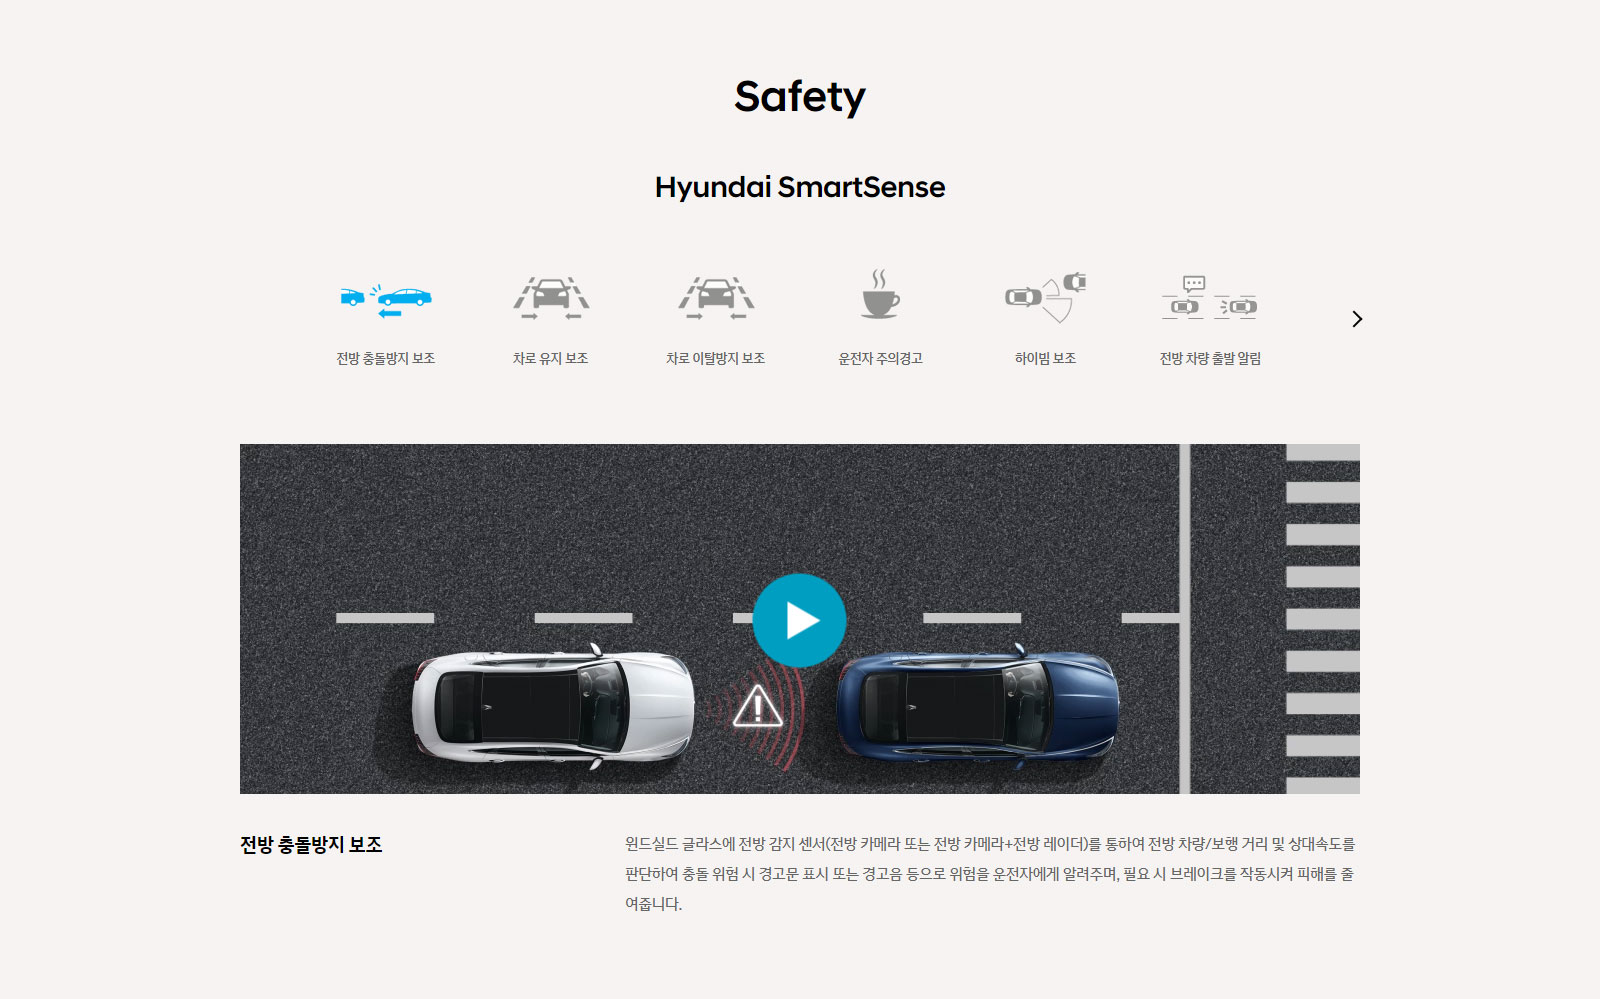 Safety
Hyundai SmartSense
전방 충돌방지 보조
차로 유지 보조
차로 이탈방지 보조
운전자 주의경고
하이빔 보조
전방 차량 출발 알림
전방 충돌방지 보조
윈드실드 글라스에 전방 감지 센서(전방 카메라 또는 전방 카메라+전방 레이더)를 통하여 전방 차량/보행 거리 및 상대속도를
판단하여 충돌 위험 시 경고문 표시 또는 경고음 등으로 위험을 운전자에게 알려주며, 필요 시 브레이크를 작동시켜 피해를 줄
여줍니다.